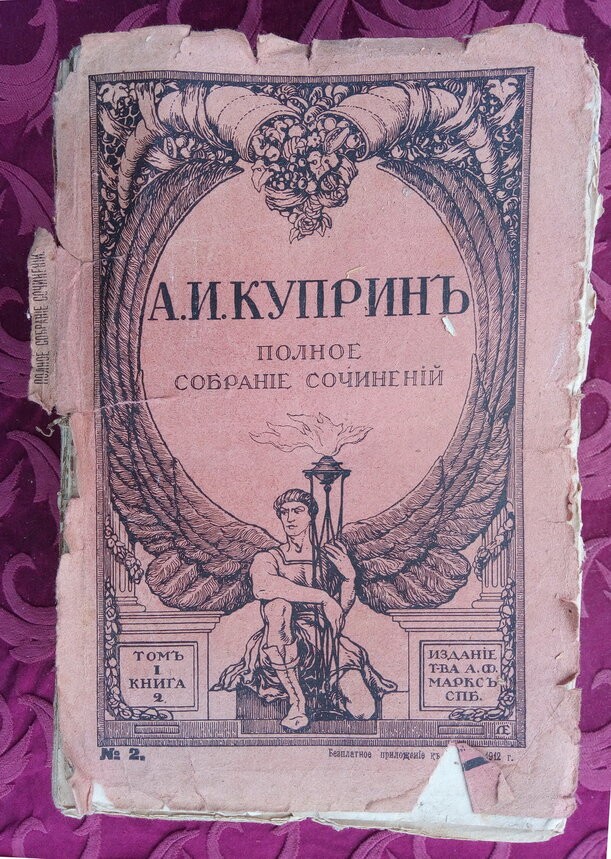 А.И.КУПРИНЪ
ПОЛНОЕ
СОБРАНІЕ СОЧИНЕНІЙ
ПОЛНОЕ СОБРАНІЕ СОЧИНЕНІЙ
ТОМЪ
I
КНИГА
2
ИЗДАНІЕ
Т-ВА А.Ф.
МАРКСЪ
СПБ.
№ 2.
Безплатное приложеніе къ 1912 г.